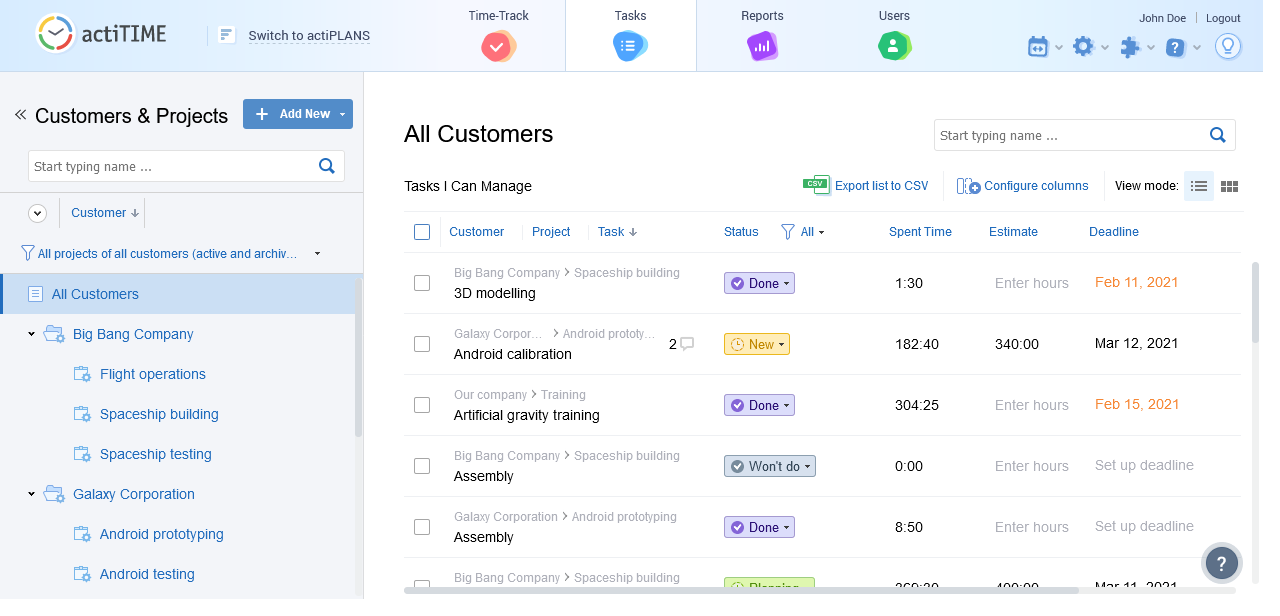 actiTIME
Switch to actiPLANS
Time-Track
Tasks
Reports
Users
John Doe
Logout
?
Customers & Projects
Add New
Start typing name ...
Customer
All projects of all customers (active and archiv...
All Customers
Big Bang Company
Flight operations
Spaceship building
Spaceship testing
Galaxy Corporation
Android prototyping
Android testing
All Customers
Start typing name ...
Tasks I Can Manage
CSV Export list to CSV
Configure columns
View mode:
Customer Project Task Status All Spent Time Estimate Deadline
Big Bang Company > Spaceship building
3D modelling
Done 1:30 Enter hours Feb 11, 2021
Galaxy Corpor... > Android prototy...
Android calibration
2 New 182:40 340:00 Mar 12, 2021
Our company > Training
Artificial gravity training
Done 304:25 Enter hours Feb 15, 2021
Big Bang Company > Spaceship building
Assembly
Won't do 0:00 Enter hours Set up deadline
Galaxy Corporation > Android prototyping
Assembly
Done 8:50 Enter hours Set up deadline
?
Big Bang Company > Spaceship building
Planning 400:00 Mar 11, 2021